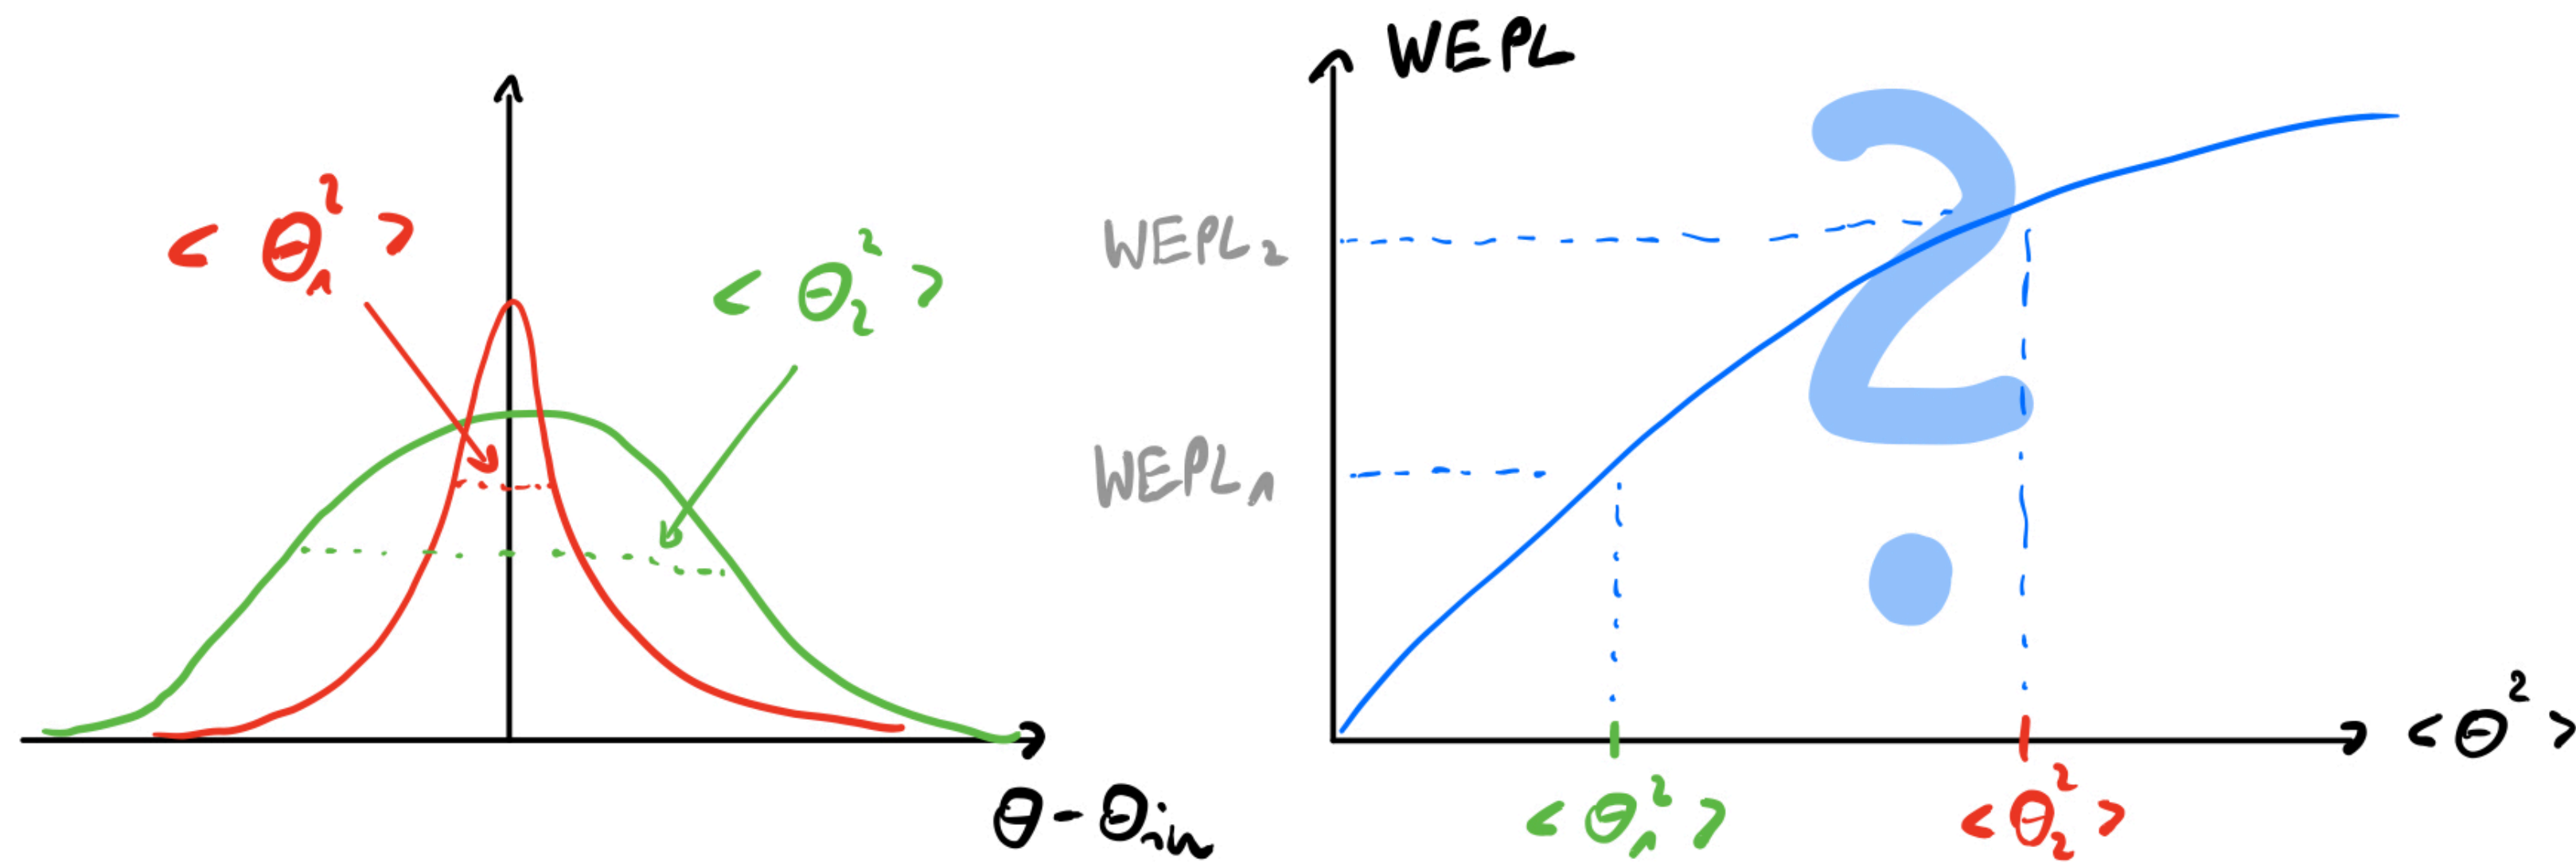 < θ₁² >
< θ₂² >
θ - θin
WEPL
WEPL₂
WEPL₁
?
< θ² >
< θ₁² >
< θ₂² >